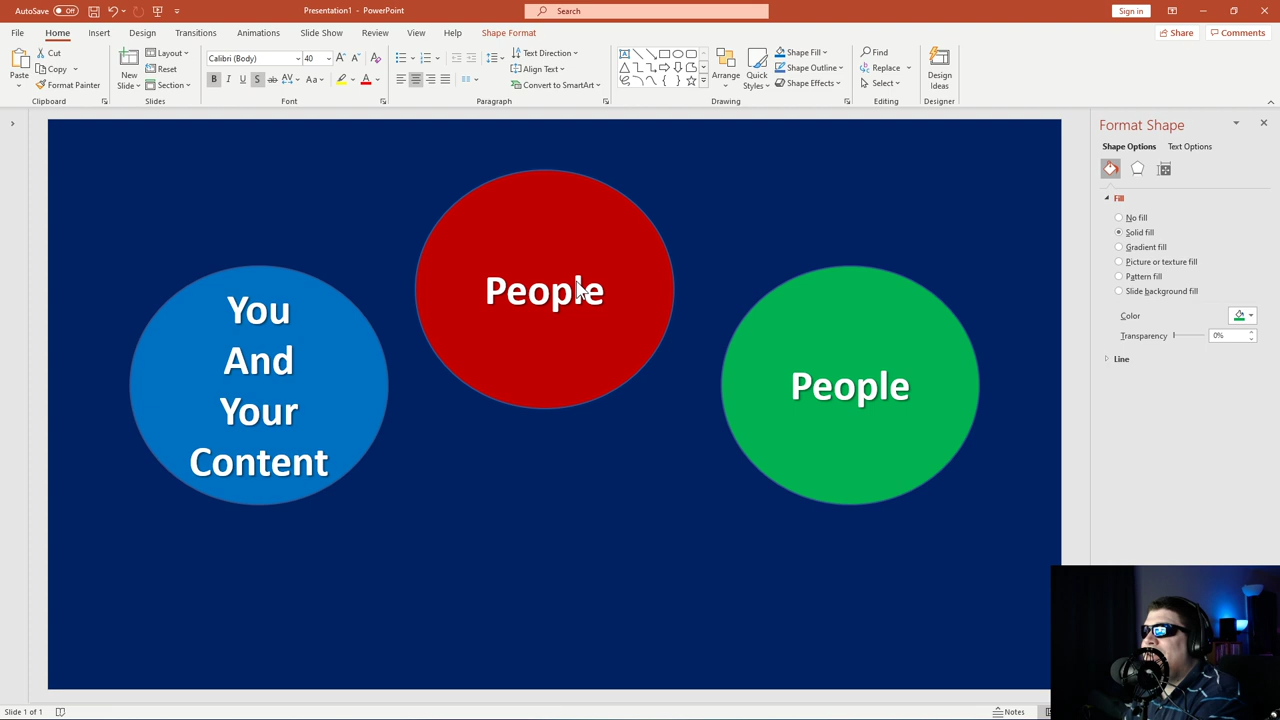 AutoSave Off
Presentation1 - PowerPoint
Search
Sign in
File Home Insert Design Transitions Animations Slide Show Review View Help Shape Format
Share Comments
Paste
Cut
Copy
Format Painter
Clipboard
New
Slide
Layout
Reset
Section
Slides
Calibri (Body) 40
B I U S ab AV Aa A
Font
Text Direction
Align Text
Convert to SmartArt
Paragraph
Arrange
Quick
Styles
Shape Fill
Shape Outline
Shape Effects
Drawing
Find
Replace
Select
Editing
Design
Ideas
Designer
You
And
Your
Content
People
People
Format Shape
Shape Options Text Options
Fill
No fill
Solid fill
Gradient fill
Picture or texture fill
Pattern fill
Slide background fill
Color
Transparency 0%
Line
Slide 1 of 1
Notes